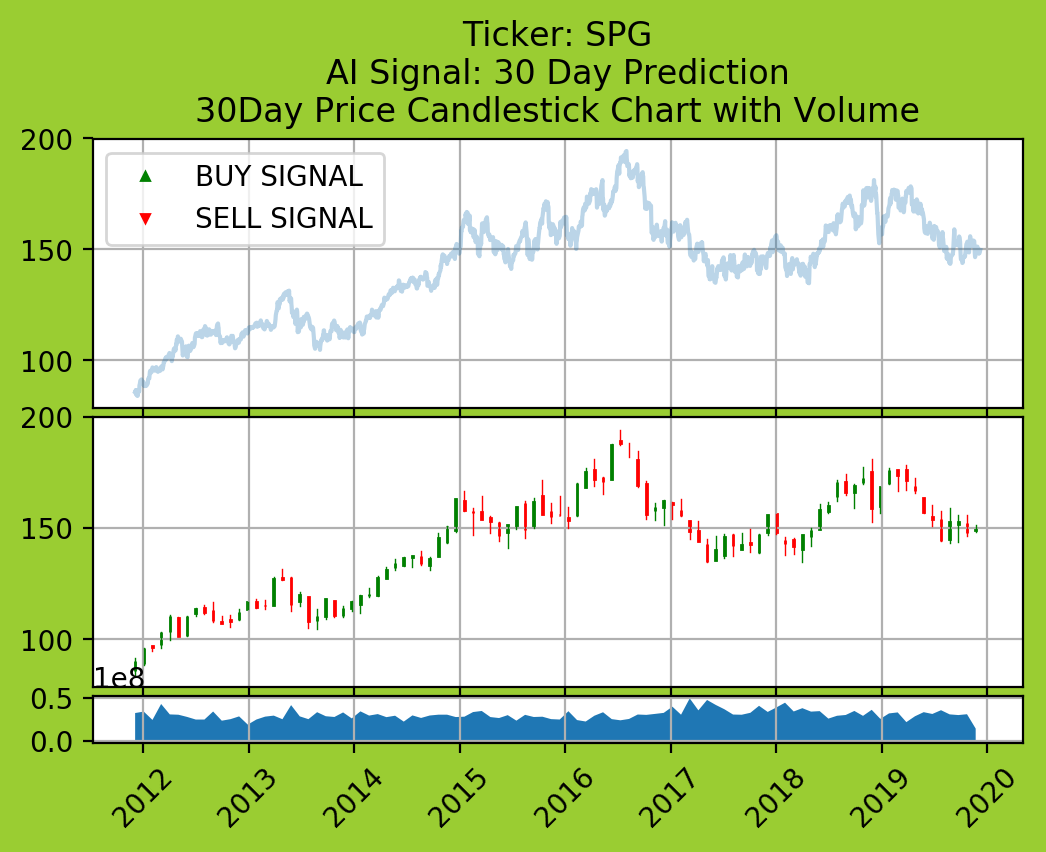 Ticker: SPG
AI Signal: 30 Day Prediction
30Day Price Candlestick Chart with Volume
200
BUY SIGNAL
SELL SIGNAL
150
100
200
150
100
1e8
0.5
0.0
2012 2013 2014 2015 2016 2017 2018 2019 2020